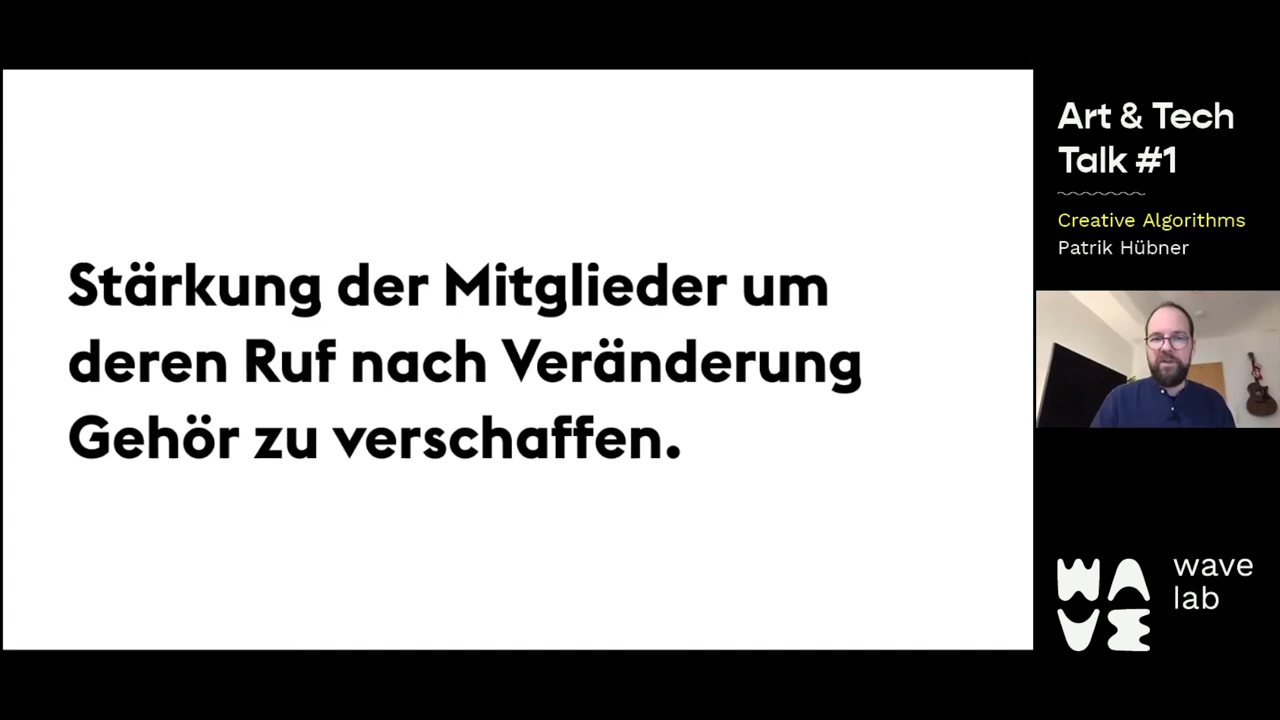 Stärkung der Mitglieder um
deren Ruf nach Veränderung
Gehör zu verschaffen.
Art & Tech
Talk #1
Creative Algorithms
Patrik Hübner
WAVE
wave
lab